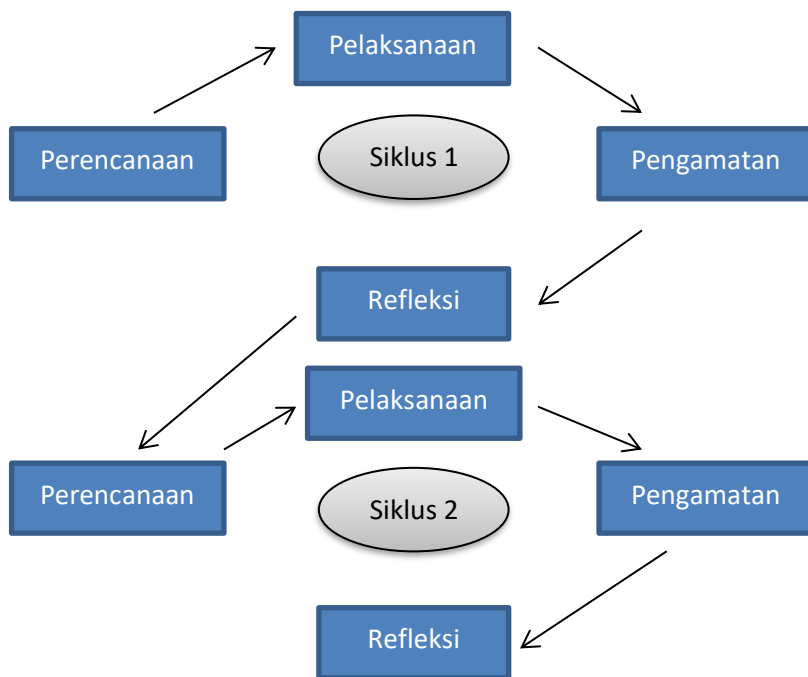 Pelaksanaan
Perencanaan
Siklus 1
Pengamatan
Refleksi
Pelaksanaan
Perencanaan
Siklus 2
Pengamatan
Refleksi